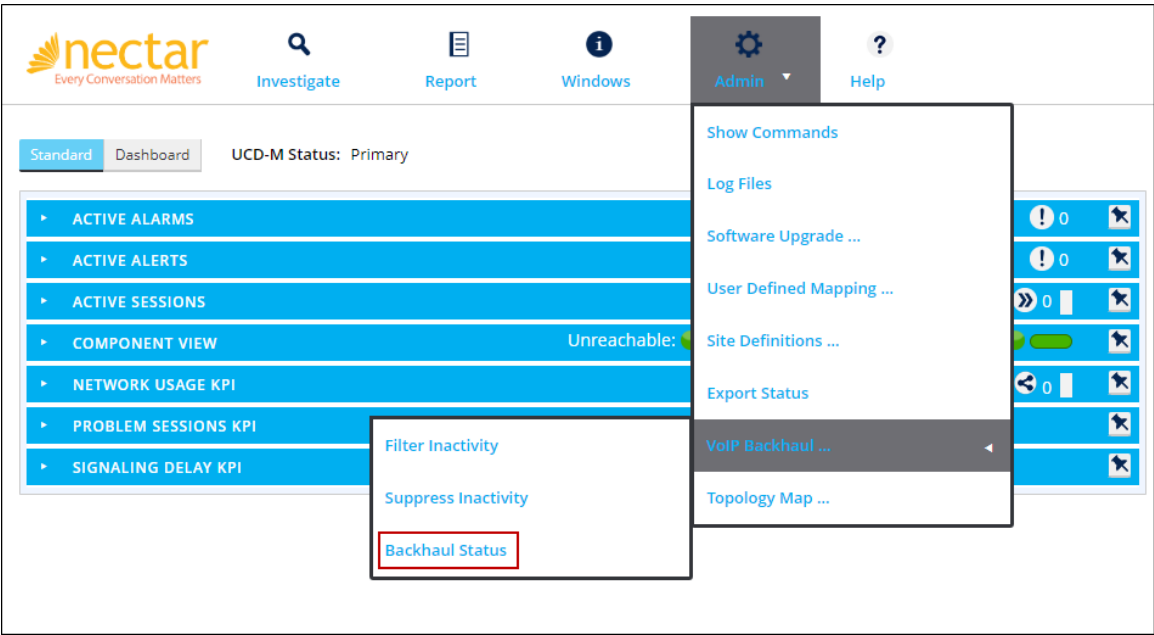 nectar
Every Conversation Matters
Investigate
Report
Windows
Admin
Help
Standard
Dashboard
UCD-M Status: Primary
ACTIVE ALARMS
0
ACTIVE ALERTS
0
ACTIVE SESSIONS
0
COMPONENT VIEW
Unreachable:
NETWORK USAGE KPI
0
PROBLEM SESSIONS KPI
SIGNALING DELAY KPI
Show Commands
Log Files
Software Upgrade ...
User Defined Mapping ...
Site Definitions ...
Export Status
VoIP Backhaul ...
Topology Map ...
Filter Inactivity
Suppress Inactivity
Backhaul Status